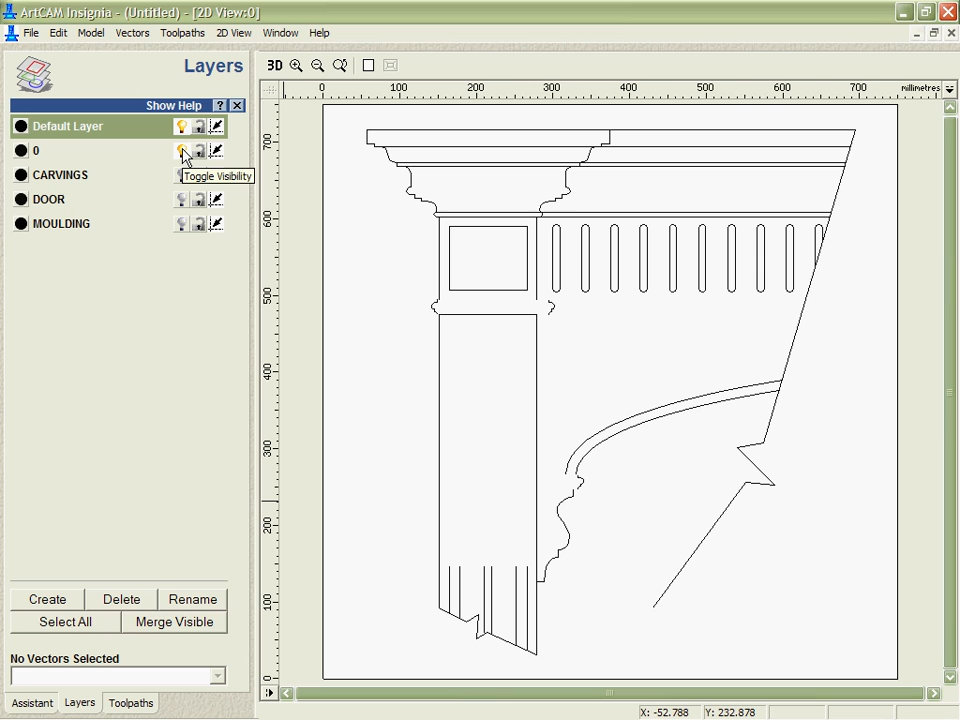 ArtCAM Insignia - (Untitled) - [2D View:0]
File Edit Model Vectors Toolpaths 2D View Window Help
Layers
3D
Show Help ? X
0 100 200 300 400 500 600 700 millimetres
Default Layer
0
CARVINGS
Toggle Visibility
DOOR
MOULDING
700
600
500
400
300
200
100
0
Create Delete Rename
Select All Merge Visible
No Vectors Selected
Assistant Layers Toolpaths
X: -52.788 Y: 232.878